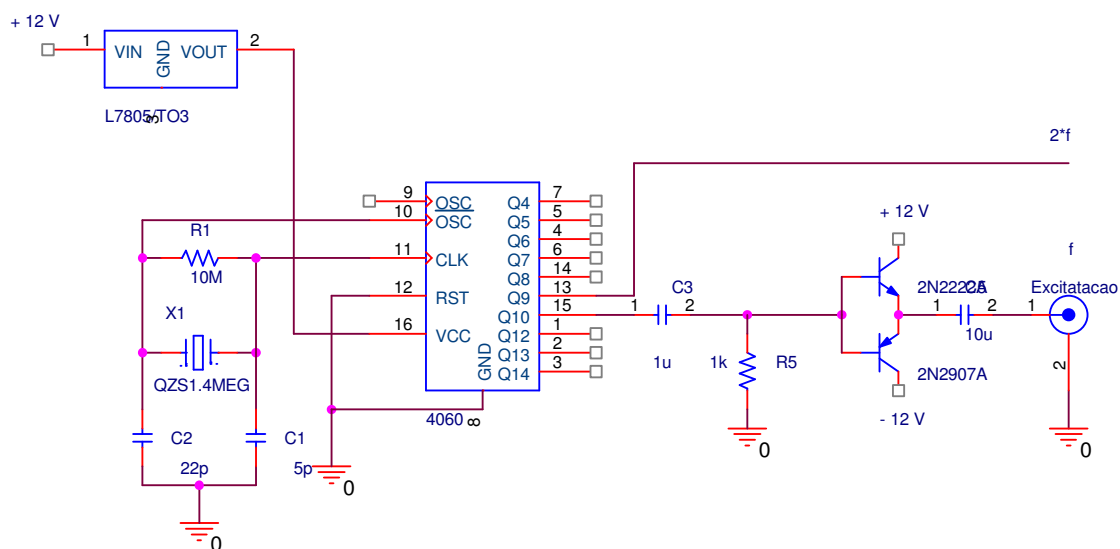 + 12 V
1
VIN
GND
VOUT
2
L7805/TO3
3
2*f
9
OSC
10
OSC
11
CLK
12
RST
16
VCC
GND
8
4060
Q4
7
Q5
5
Q6
4
Q7
6
Q8
14
Q9
13
Q10
15
Q12
1
Q13
2
Q14
3
R1
10M
X1
QZS1.4MEG
C2
22p
C1
5p
0
0
C3
1
2
1u
1k
R5
0
+ 12 V
2N2222A
2N2907A
- 12 V
1
2
10u
f
Excitatacao
1
2
0